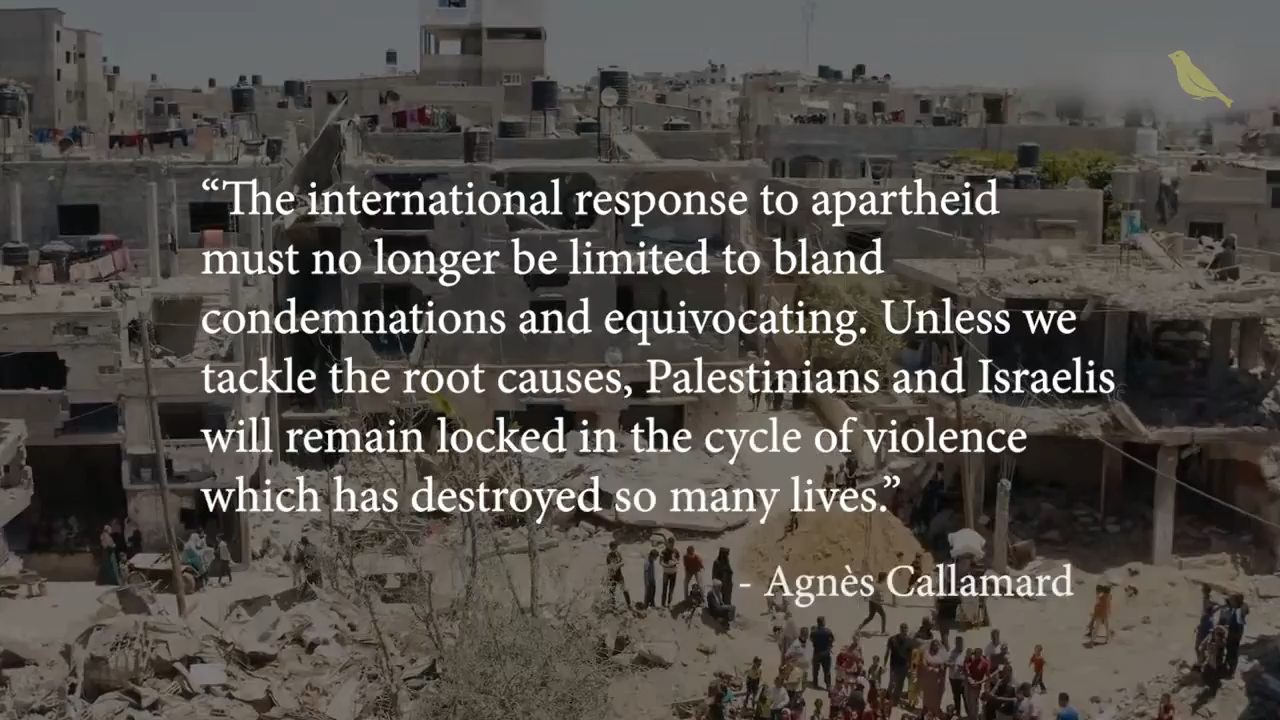 “The international response to apartheid
must no longer be limited to bland
condemnations and equivocating. Unless we
tackle the root causes, Palestinians and Israelis
will remain locked in the cycle of violence
which has destroyed so many lives.”
- Agnès Callamard